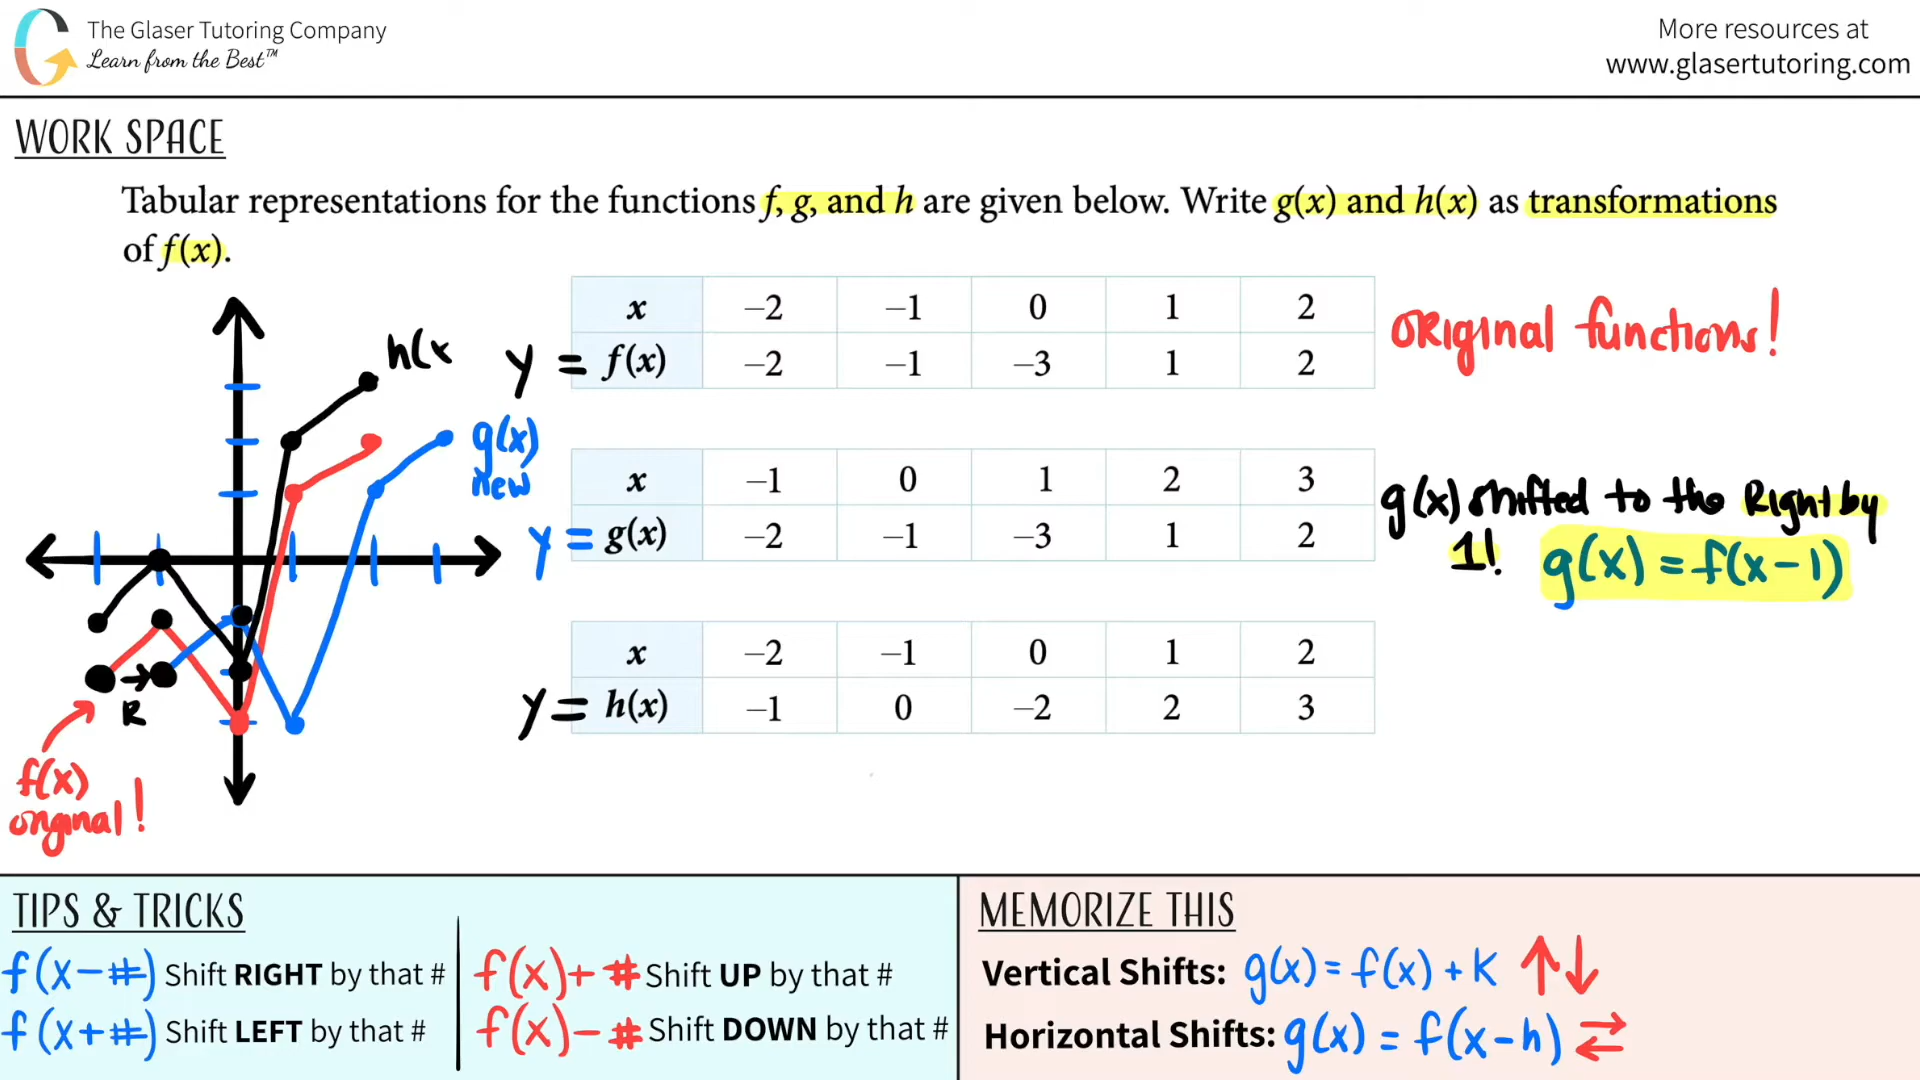 The Glaser Tutoring Company
Learn from the Best™
More resources at
www.glasertutoring.com
WORK SPACE
Tabular representations for the functions f, g, and h are given below. Write g(x) and h(x) as transformations
of f(x).
x −2 −1 0 1 2
y = f(x) −2 −1 −3 1 2
ORIginal functions!
x −1 0 1 2 3
y = g(x) −2 −1 −3 1 2
g(x) shifted to the Right by
1! g(x) = f(x−1)
x −2 −1 0 1 2
y = h(x) −1 0 −2 2 3
h(x
g(x)
new
R
f(x)
original!
TIPS & TRICKS
f(x−#) Shift RIGHT by that #
f(x+#) Shift LEFT by that #
f(x)+ # Shift UP by that #
f(x)− # Shift DOWN by that #
MEMORIZE THIS
Vertical Shifts: g(x) = f(x) + K ↑↓
Horizontal Shifts: g(x) = f(x−h) ⇄